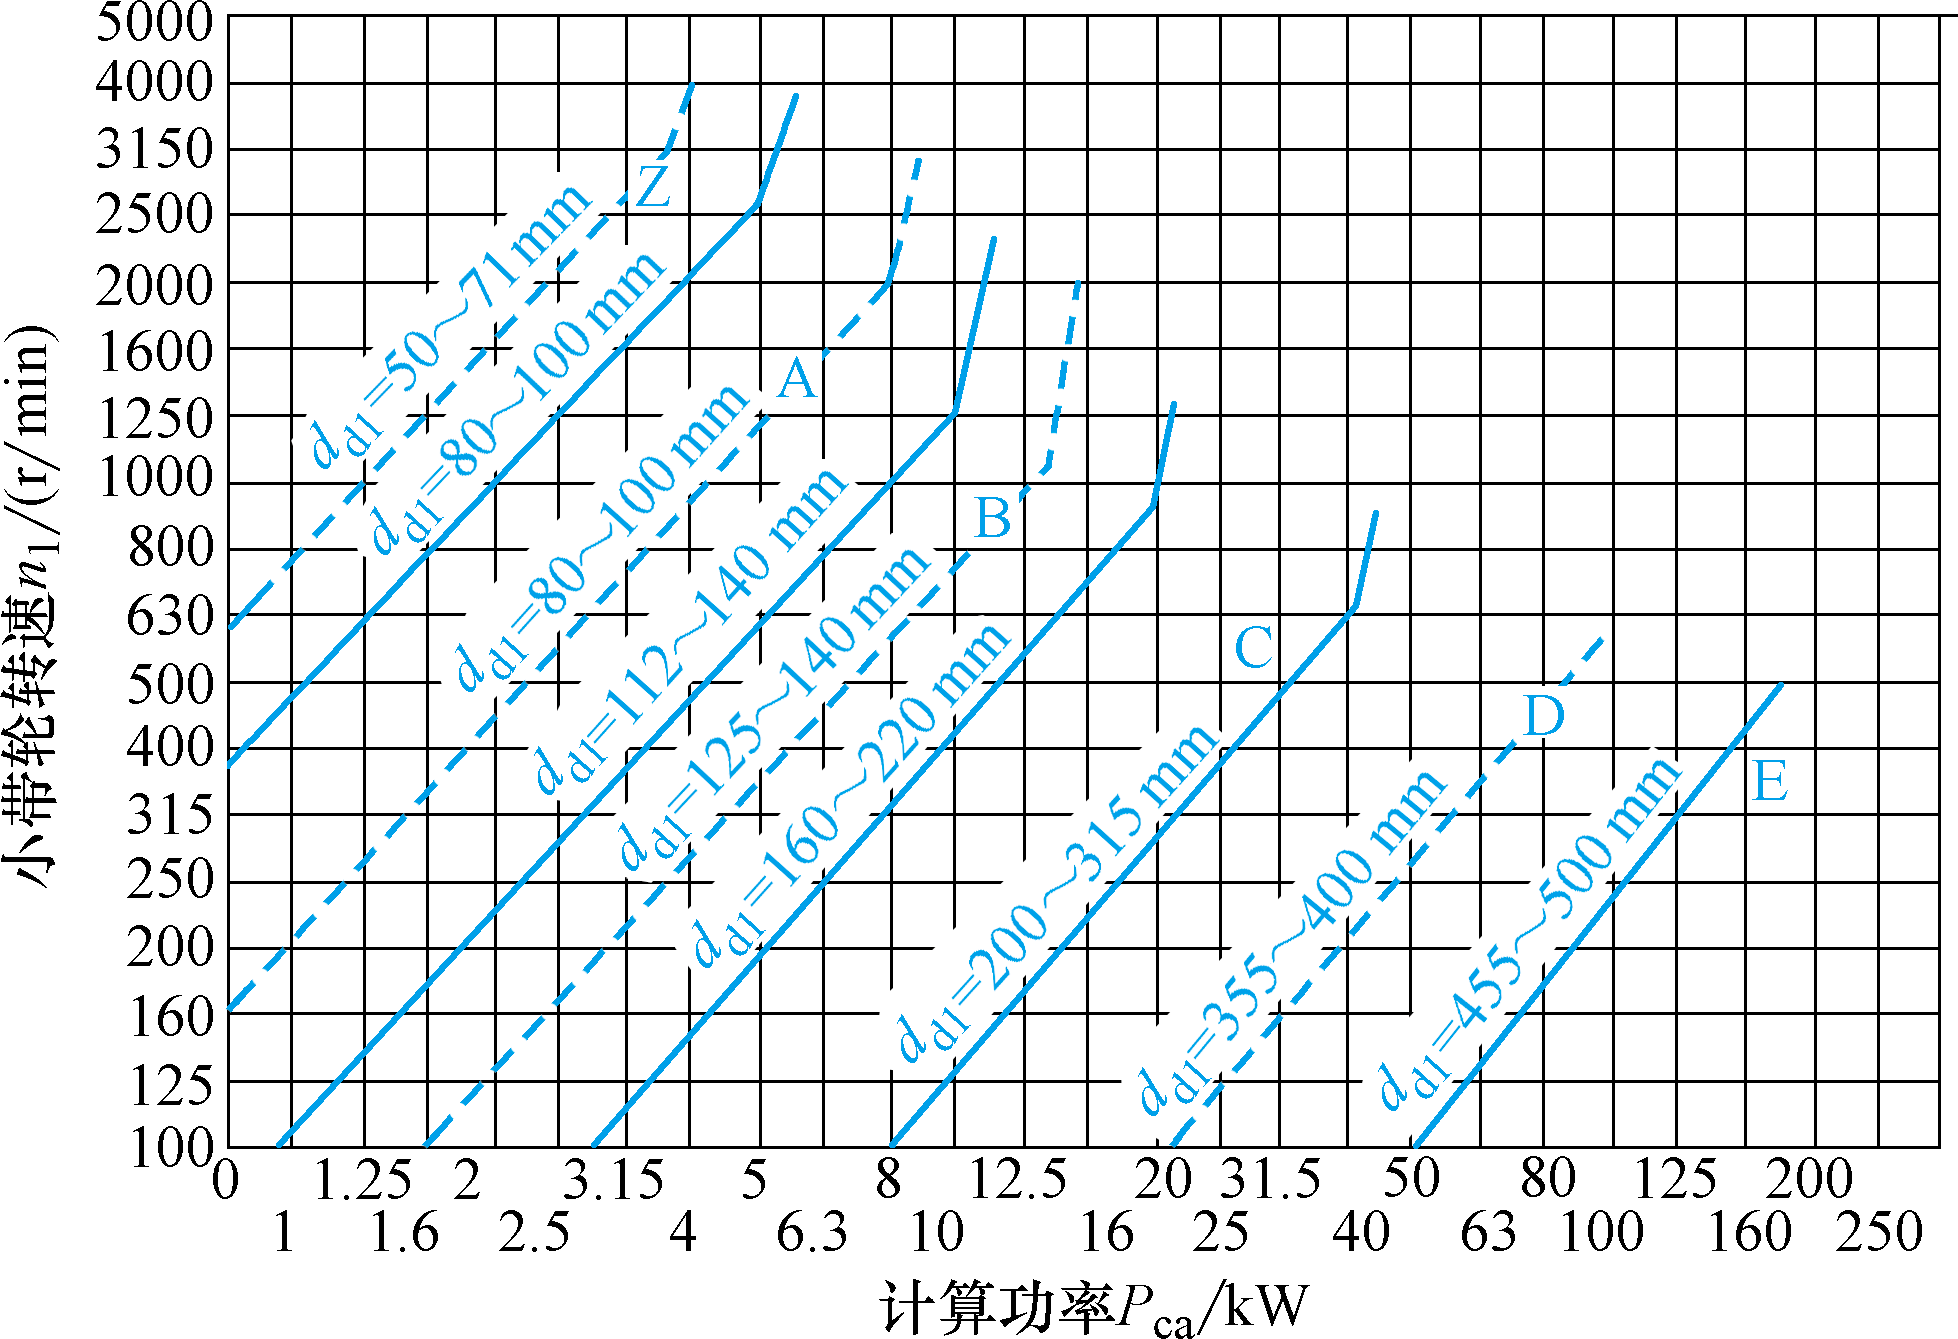 5000
4000
3150
2500
2000
1600
1250
1000
800
630
500
400
315
250
200
160
125
100
小带轮转速n1/(r/min)
Z
A
B
C
D
E
dd1=50～71 mm
dd1=80～100 mm
dd1=80～100 mm
dd1=112～140 mm
dd1=125～140 mm
dd1=160～220 mm
dd1=200～315 mm
dd1=355～400 mm
dd1=455～500 mm
0 1.25 2 3.15 5 8 12.5 20 31.5 50 80 125 200
1 1.6 2.5 4 6.3 10 16 25 40 63 100 160 250
计算功率Pca/kW